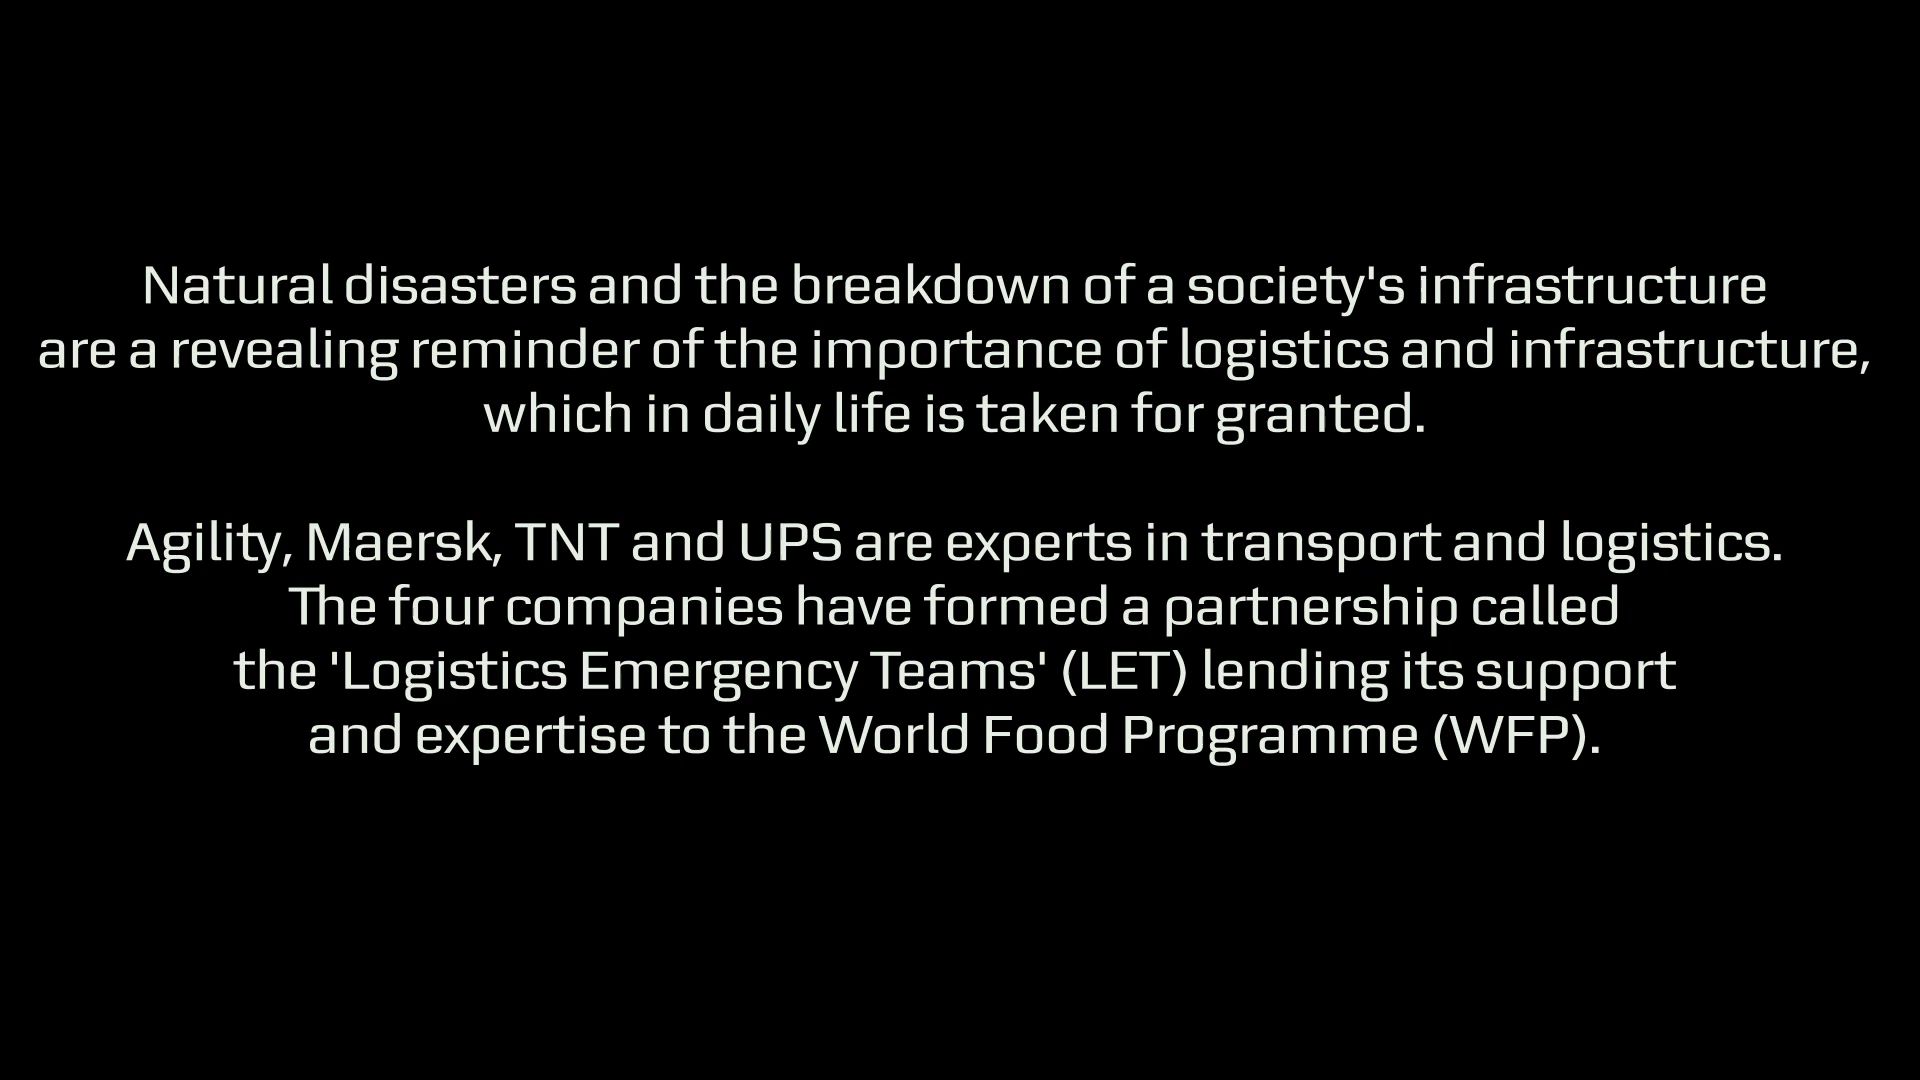 Natural disasters and the breakdown of a society's infrastructure
are a revealing reminder of the importance of logistics and infrastructure,
which in daily life is taken for granted.
Agility, Maersk, TNT and UPS are experts in transport and logistics.
The four companies have formed a partnership called
the 'Logistics Emergency Teams' (LET) lending its support
and expertise to the World Food Programme (WFP).